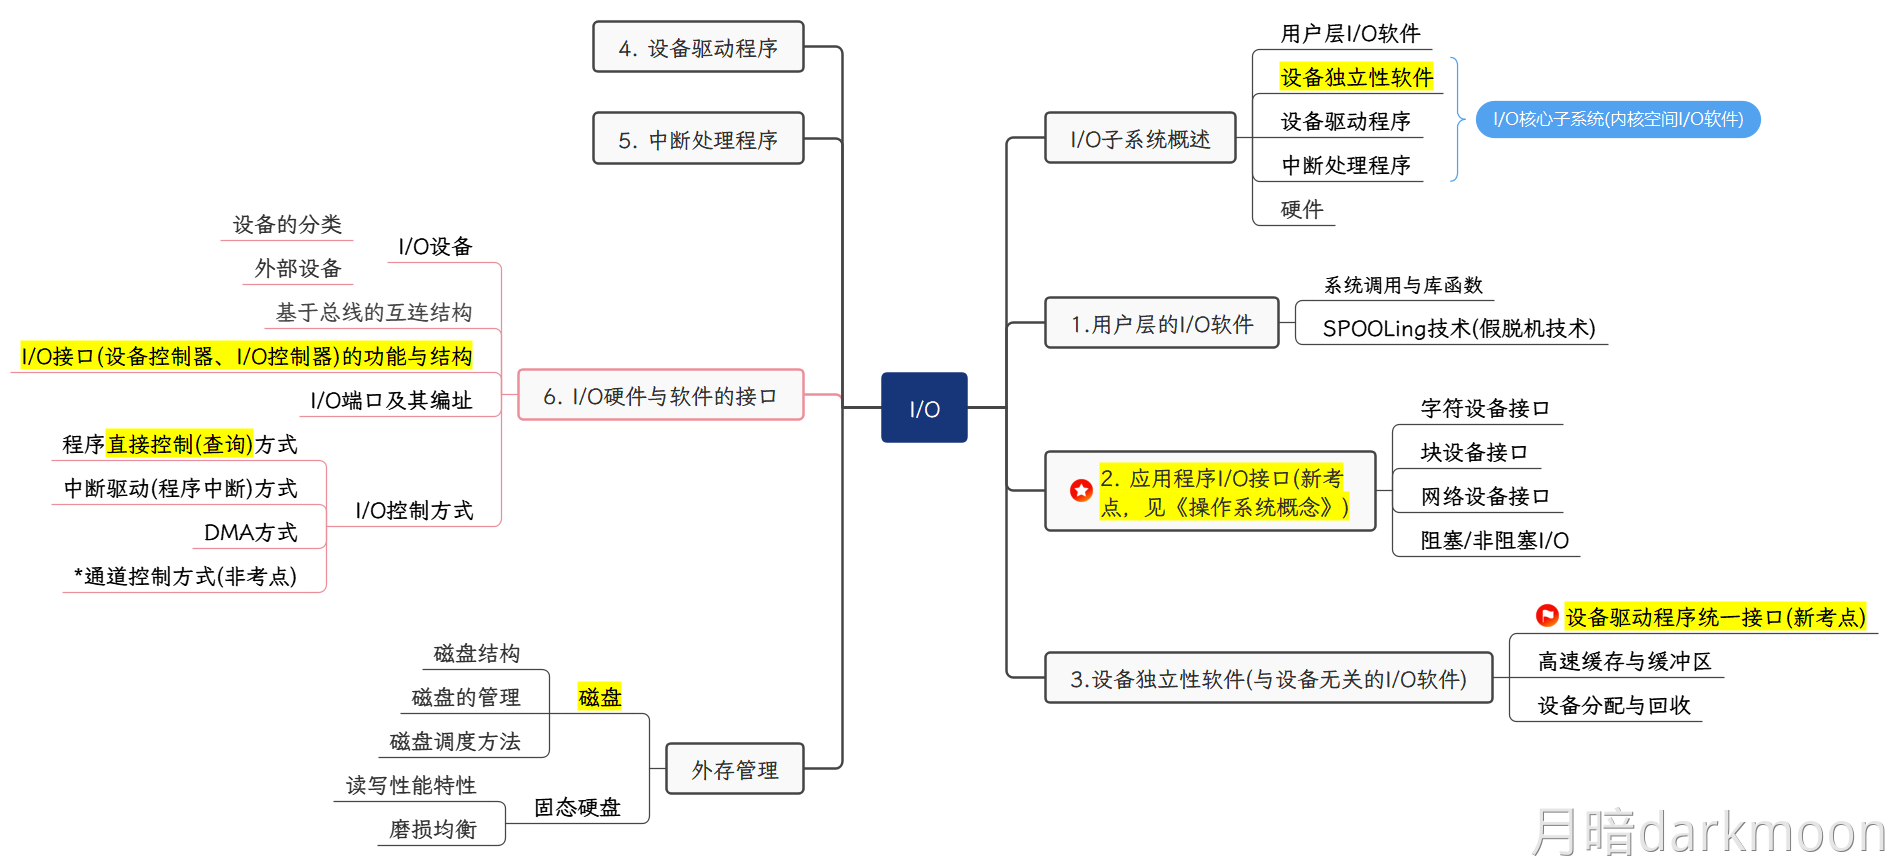 I/O
I/O子系统概述
用户层I/O软件
设备独立性软件
设备驱动程序
中断处理程序
硬件
I/O核心子系统(内核空间I/O软件)
1.用户层的I/O软件
系统调用与库函数
SPOOLing技术(假脱机技术)
2. 应用程序I/O接口(新考
点，见《操作系统概念》)
字符设备接口
块设备接口
网络设备接口
阻塞/非阻塞I/O
3.设备独立性软件(与设备无关的I/O软件)
设备驱动程序统一接口(新考点)
高速缓存与缓冲区
设备分配与回收
4. 设备驱动程序
5. 中断处理程序
6. I/O硬件与软件的接口
I/O设备
设备的分类
外部设备
基于总线的互连结构
I/O接口(设备控制器、I/O控制器)的功能与结构
I/O端口及其编址
I/O控制方式
程序直接控制(查询)方式
中断驱动(程序中断)方式
DMA方式
*通道控制方式(非考点)
外存管理
磁盘
磁盘结构
磁盘的管理
磁盘调度方法
固态硬盘
读写性能特性
磨损均衡
月暗darkmoon